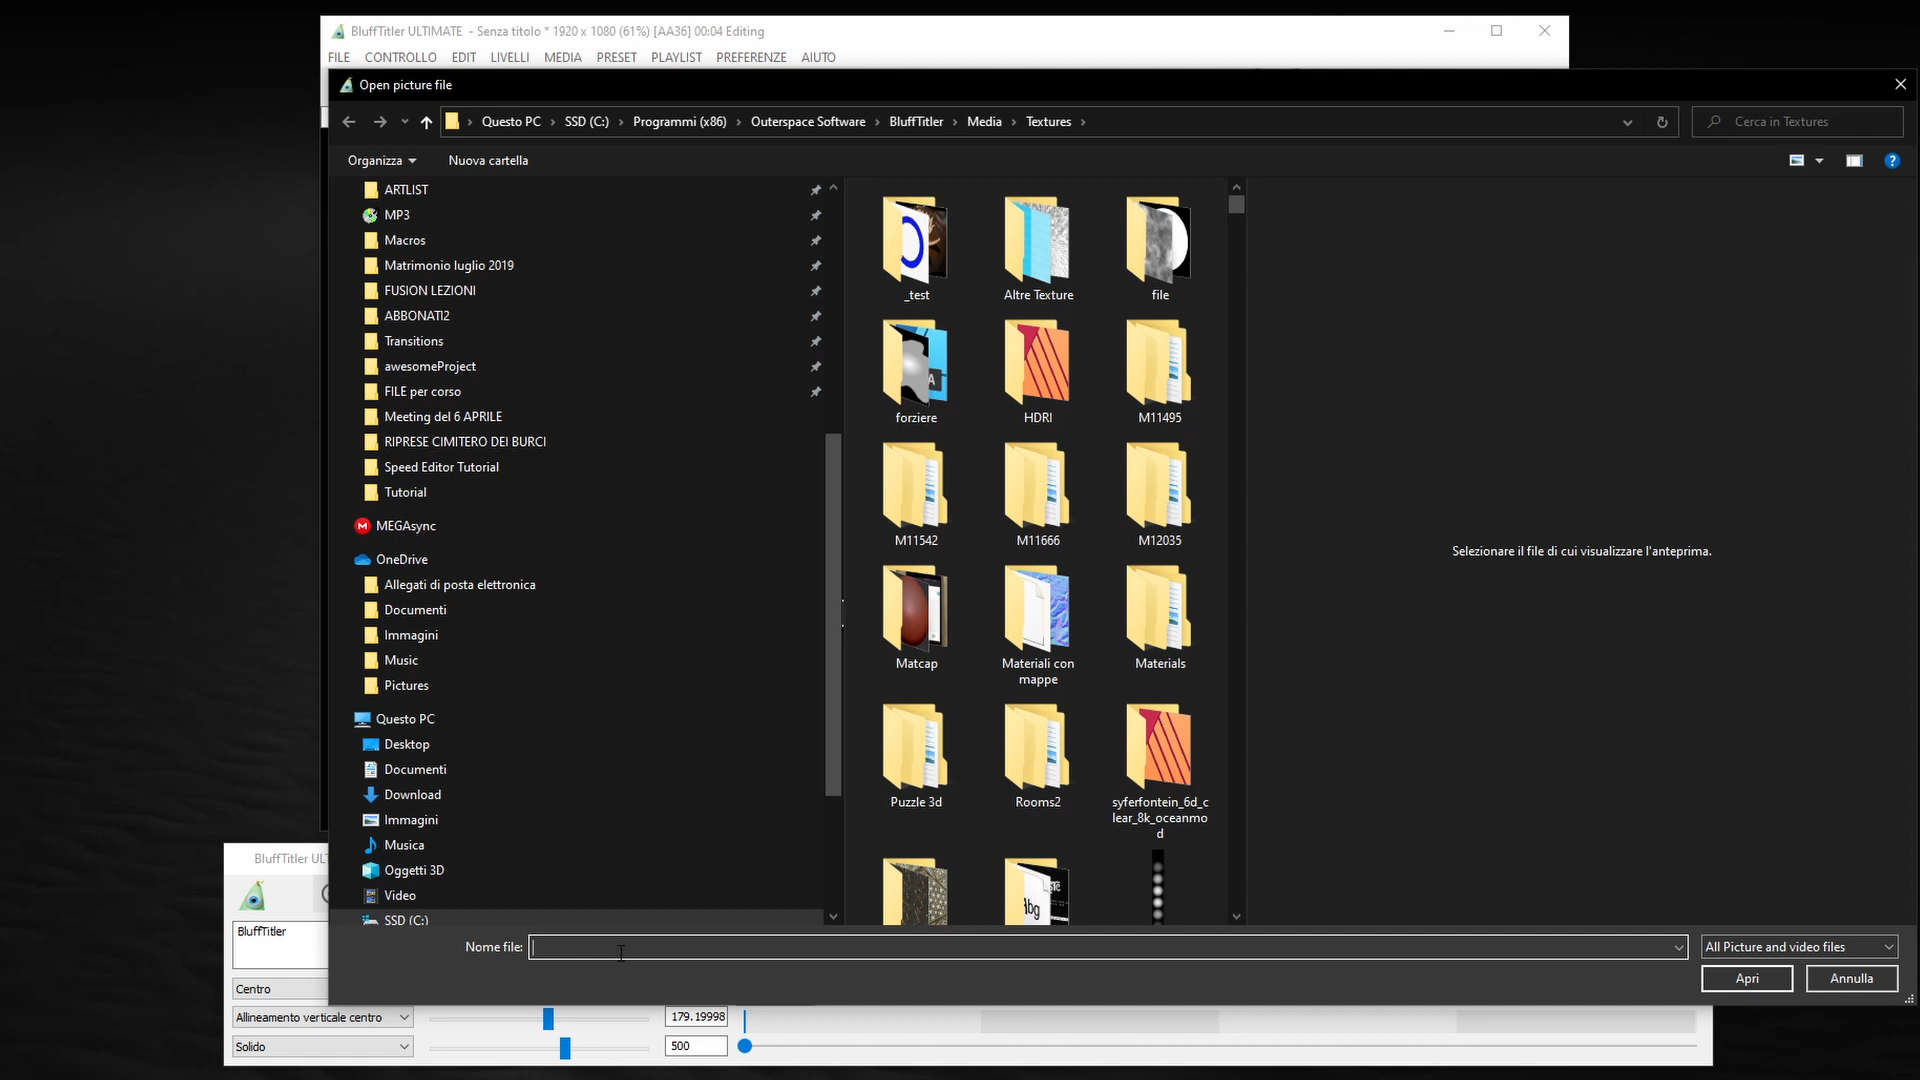 BluffTitler ULTIMATE - Senza titolo * 1920 x 1080 (61%) [AA36] 00:04 Editing
FILE CONTROLLO EDIT LIVELLI MEDIA PRESET PLAYLIST PREFERENZE AIUTO
Open picture file
Questo PC SSD (C:) Programmi (x86) Outerspace Software BluffTitler Media Textures
Cerca in Textures
Organizza Nuova cartella
ARTLIST
MP3
Macros
Matrimonio luglio 2019
FUSION LEZIONI
ABBONATI2
Transitions
awesomeProject
FILE per corso
Meeting del 6 APRILE
RIPRESE CIMITERO DEI BURCI
Speed Editor Tutorial
Tutorial
MEGAsync
OneDrive
Allegati di posta elettronica
Documenti
Immagini
Music
Pictures
Questo PC
Desktop
Documenti
Download
Immagini
Musica
Oggetti 3D
Video
SSD (C:)
_test
Altre Texture
file
forziere
HDRI
M11495
M11542
M11666
M12035
Matcap
Materiali con
mappe
Materials
Puzzle 3d
Rooms2
syferfontein_6d_c
lear_8k_oceanmo
d
Abg
Selezionare il file di cui visualizzare l'anteprima.
Nome file:
All Picture and video files
Apri
Annulla
BluffTitler ULT
BluffTitler
Centro
Allineamento verticale centro
179.19998
Solido
500